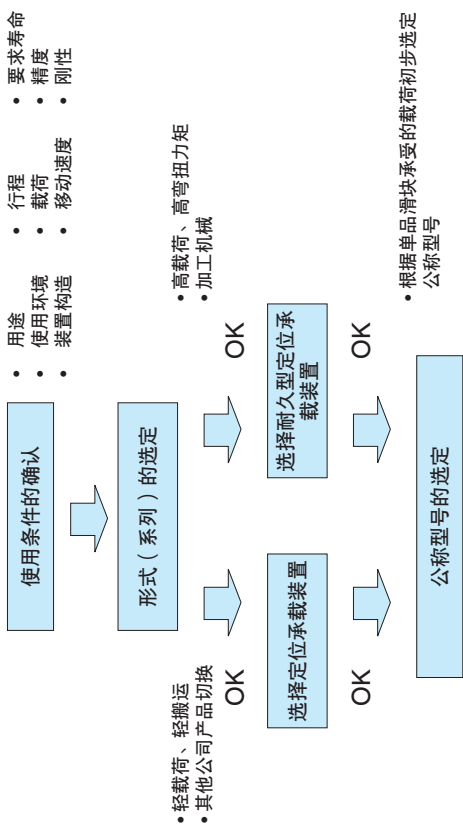 使用条件的确认
• 用途 • 行程 • 要求寿命
• 使用环境 • 载荷 • 精度
• 装置构造 • 移动速度 • 刚性
形式(系列)的选定
• 轻载荷、轻搬运
• 其他公司产品切换
OK
• 高载荷、高弯扭力矩
• 加工机械
OK
选择定位承载装置
选择耐久型定位承
载装置
OK
OK
公称型号的选定
• 根据单品滑块承受的载荷初步选定
公称型号